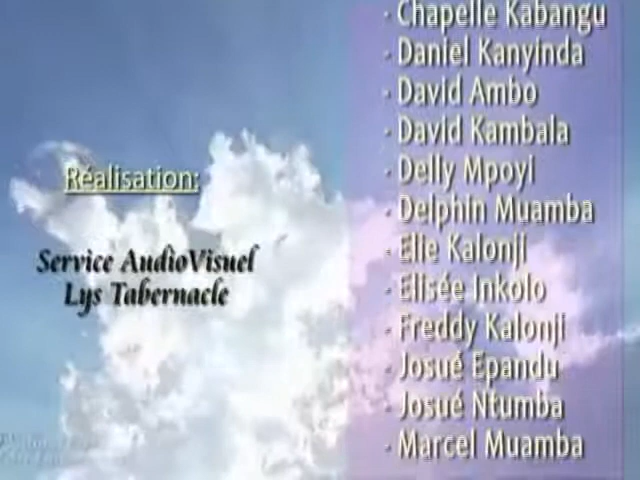 Réalisation:
Service AudioVisuel
Lys Tabernacle
- Chapelle Kabangu
- Daniel Kanyinda
- David Ambo
- David Kambala
- Delly Mpoyi
- Delphin Muamba
- Elie Kalonji
- Elisée Inkolo
- Freddy Kalonji
- Josué Epandu
- Josué Ntumba
- Marcel Muamba